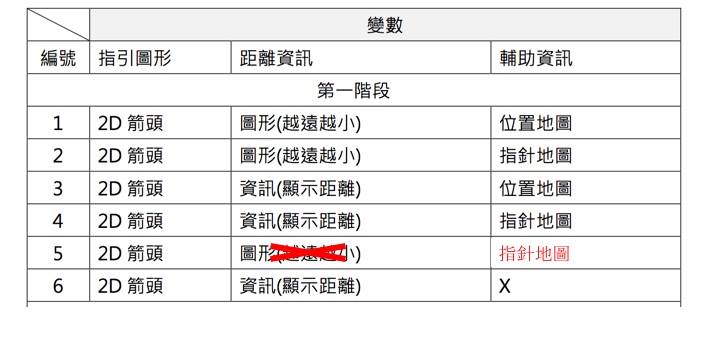 變數
編號 指引圖形 距離資訊 輔助資訊
第一階段
1 2D 箭頭 圖形(越遠越小) 位置地圖
2 2D 箭頭 圖形(越遠越小) 指針地圖
3 2D 箭頭 資訊(顯示距離) 位置地圖
4 2D 箭頭 資訊(顯示距離) 指針地圖
5 2D 箭頭 圖形(越遠越小) 指針地圖
6 2D 箭頭 資訊(顯示距離) X